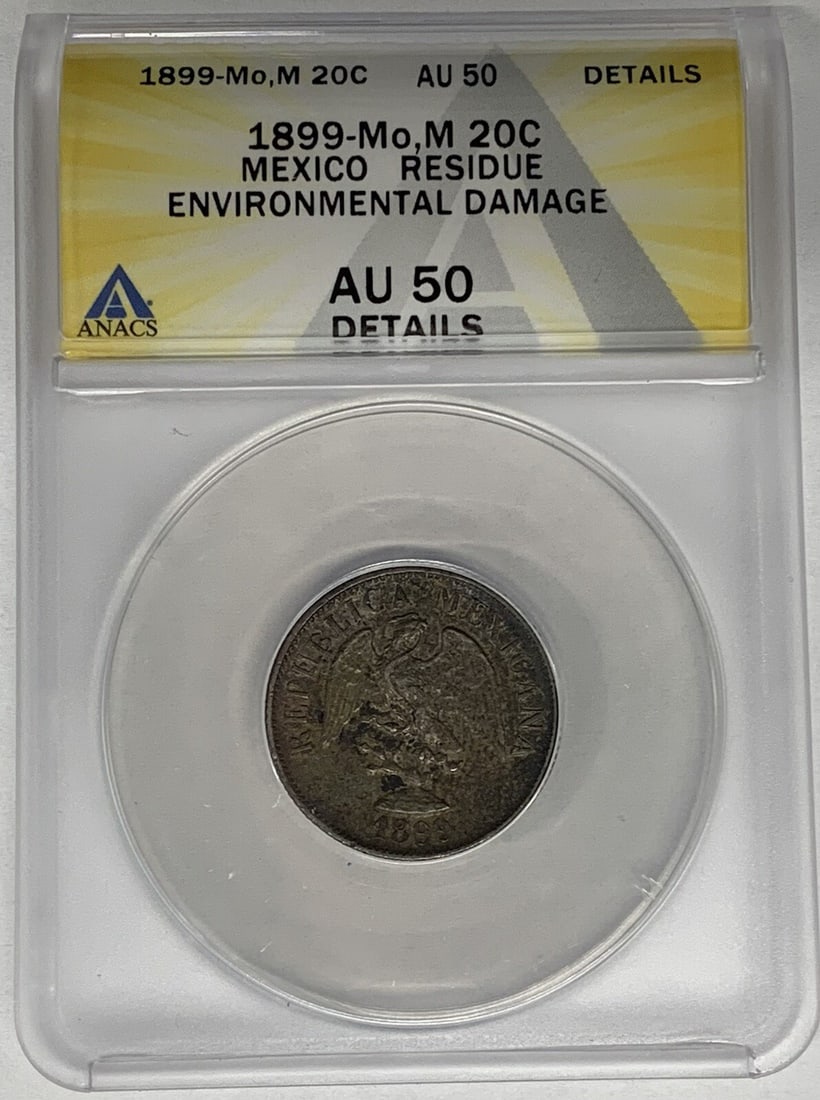 1899-Mo,M 20C AU 50 DETAILS
1899-Mo,M 20C
MEXICO RESIDUE
ENVIRONMENTAL DAMAGE
AU 50
DETAILS
ANACS
REPUBLICA MEXICANA
1899